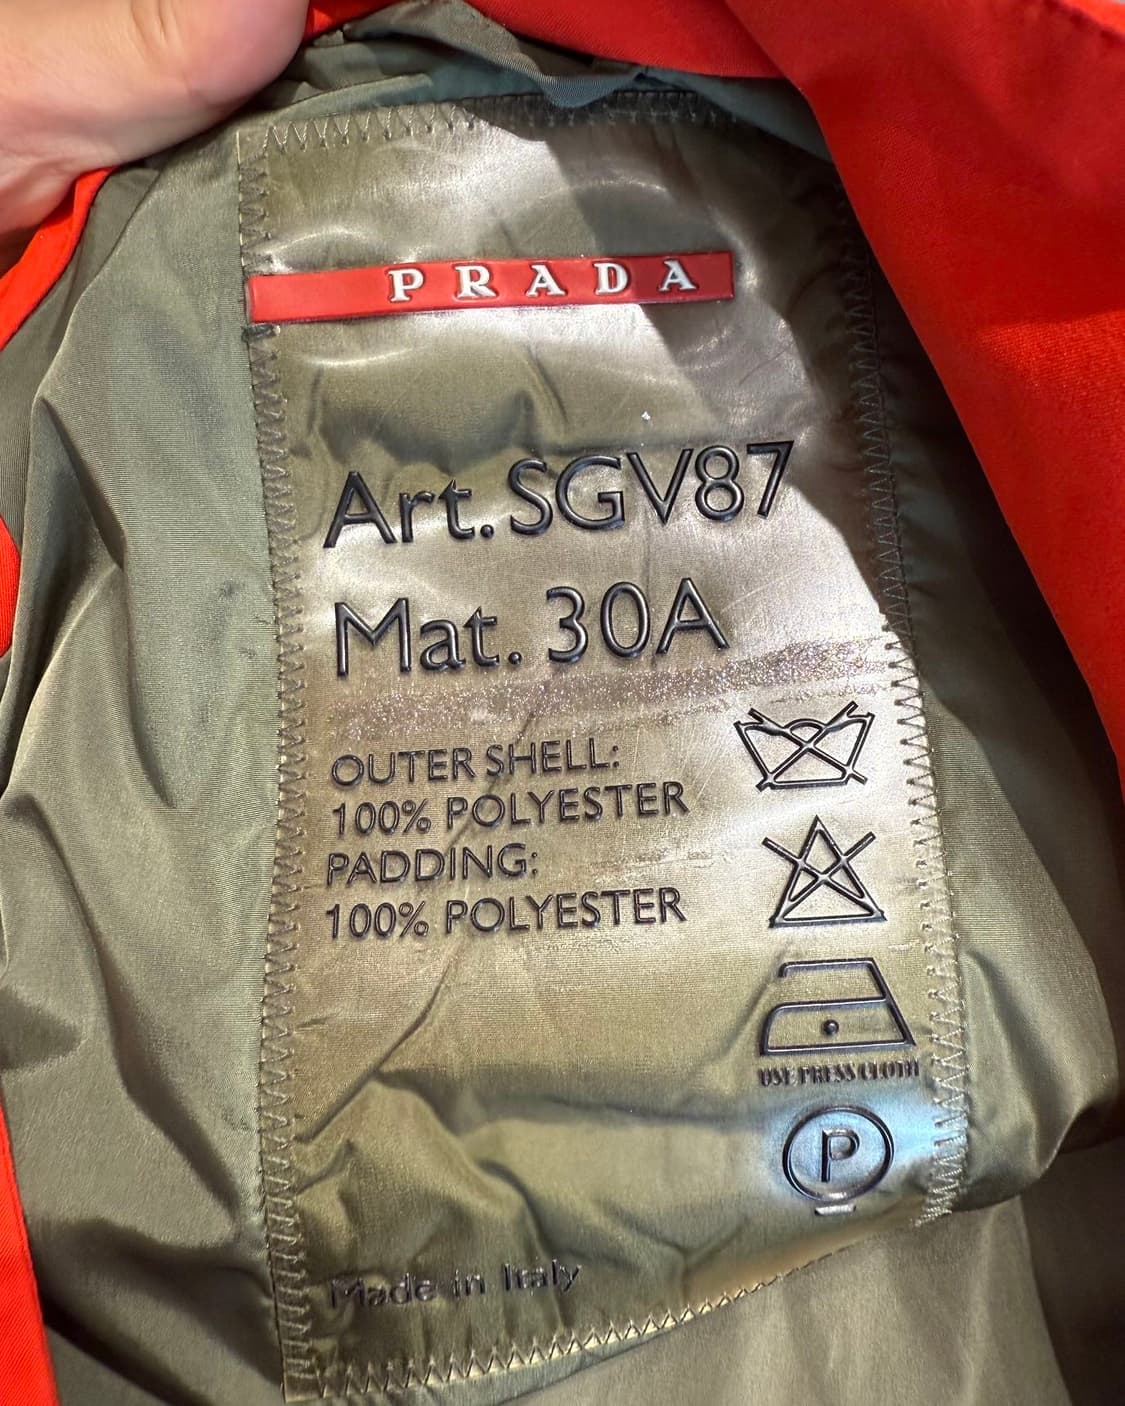 PRADA
Art. SGV87
Mat. 30A
OUTER SHELL:
100% POLYESTER
PADDING:
100% POLYESTER
USE PRESS CLOTH
P
Made in Italy